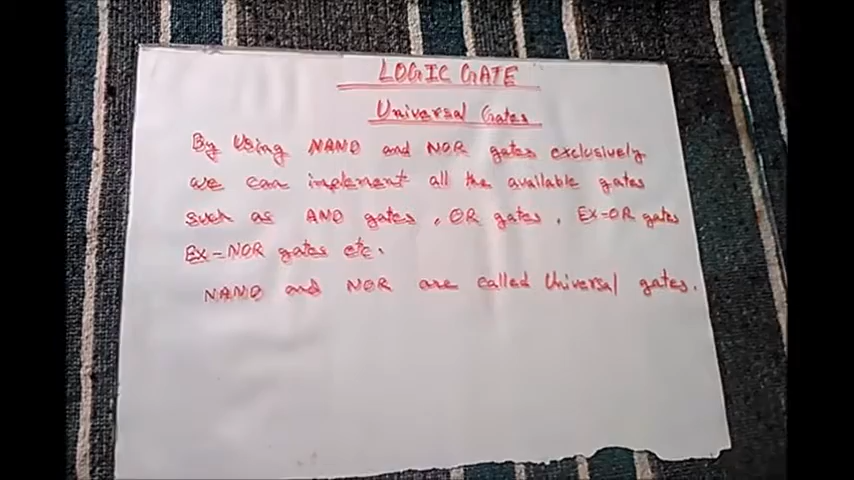 LOGIC GATE
Universal Gates
By Using NAND and NOR gates exclusively
we can implement all the available gates
such as AND gates, OR gates, EX-OR gates
EX-NOR gates etc.
NAND and NOR are called Universal gates.